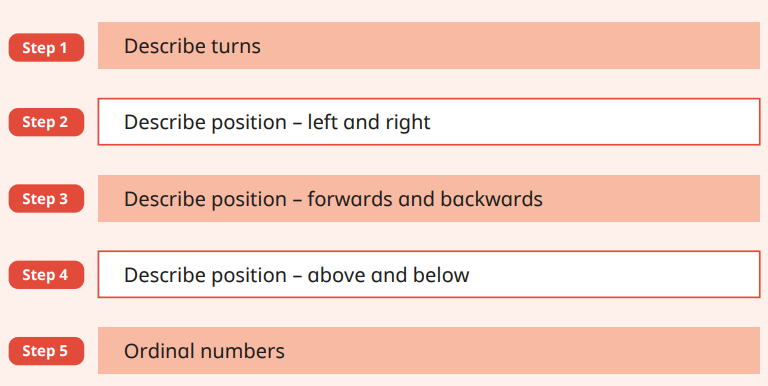 Step 1 Describe turns
Step 2 Describe position – left and right
Step 3 Describe position – forwards and backwards
Step 4 Describe position – above and below
Step 5 Ordinal numbers